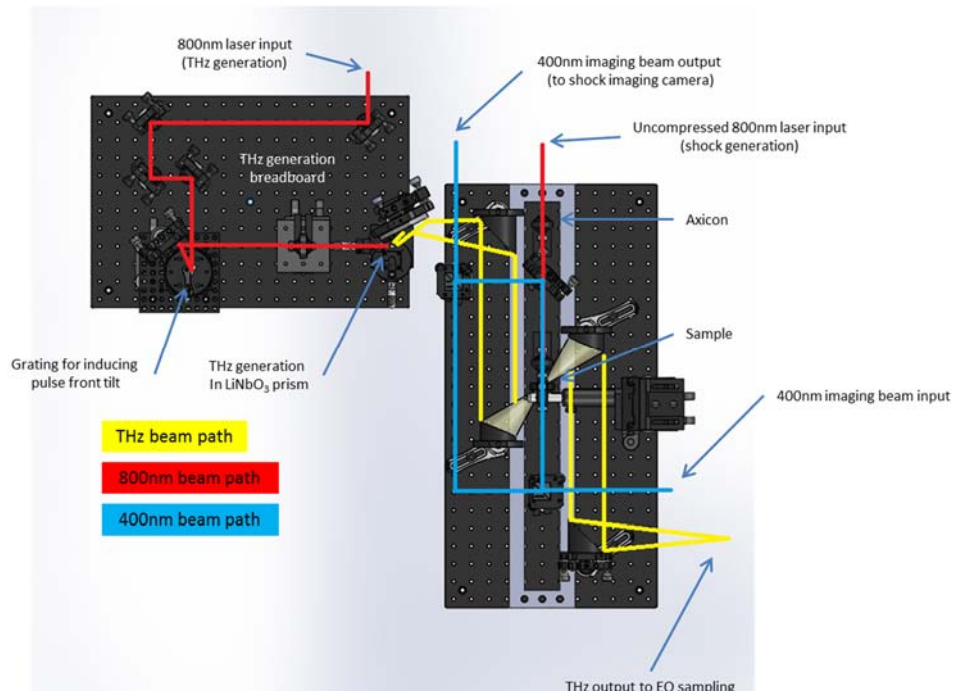 800nm laser input
(THz generation)
400nm imaging beam output
(to shock imaging camera)
Uncompressed 800nm laser input
(shock generation)
THz generation
breadboard
Axicon
Sample
Grating for inducing
pulse front tilt
THz generation
In LiNbO₃ prism
400nm imaging beam input
THz beam path
800nm beam path
400nm beam path
THz output to EO sampling